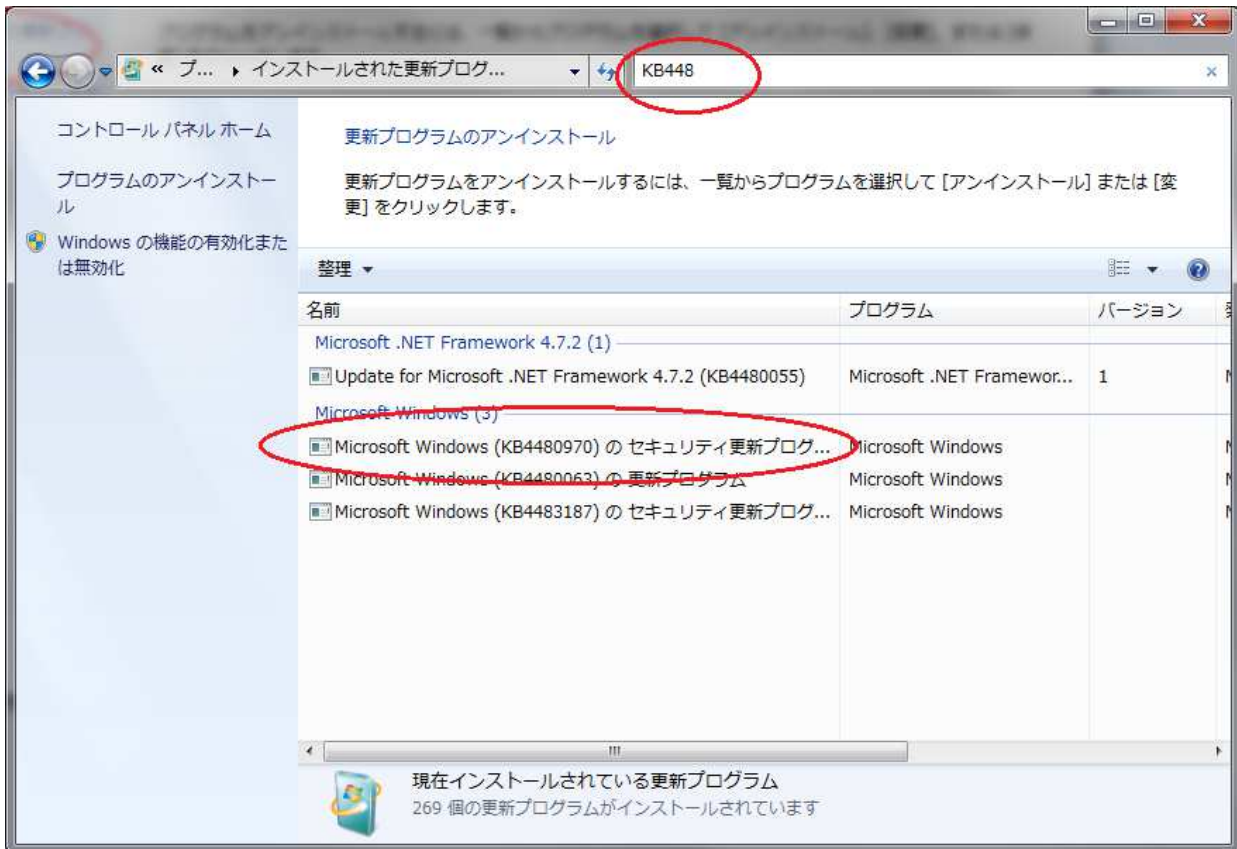 « プ... ▸ インストールされた更新プログ...
KB448
コントロール パネル ホーム
プログラムのアンインストー
ル
Windows の機能の有効化また
は無効化
更新プログラムのアンインストール
更新プログラムをアンインストールするには、一覧からプログラムを選択して [アンインストール] または [変
更] をクリックします。
整理 ▼
名前 プログラム バージョン
Microsoft .NET Framework 4.7.2 (1)
Update for Microsoft .NET Framework 4.7.2 (KB4480055) Microsoft .NET Framewor... 1
Microsoft Windows (3)
Microsoft Windows (KB4480970) の セキュリティ更新プログ... Microsoft Windows
Microsoft Windows (KB4480063) の 更新プログラム Microsoft Windows
Microsoft Windows (KB4483187) の セキュリティ更新プログ... Microsoft Windows
現在インストールされている更新プログラム
269 個の更新プログラムがインストールされています